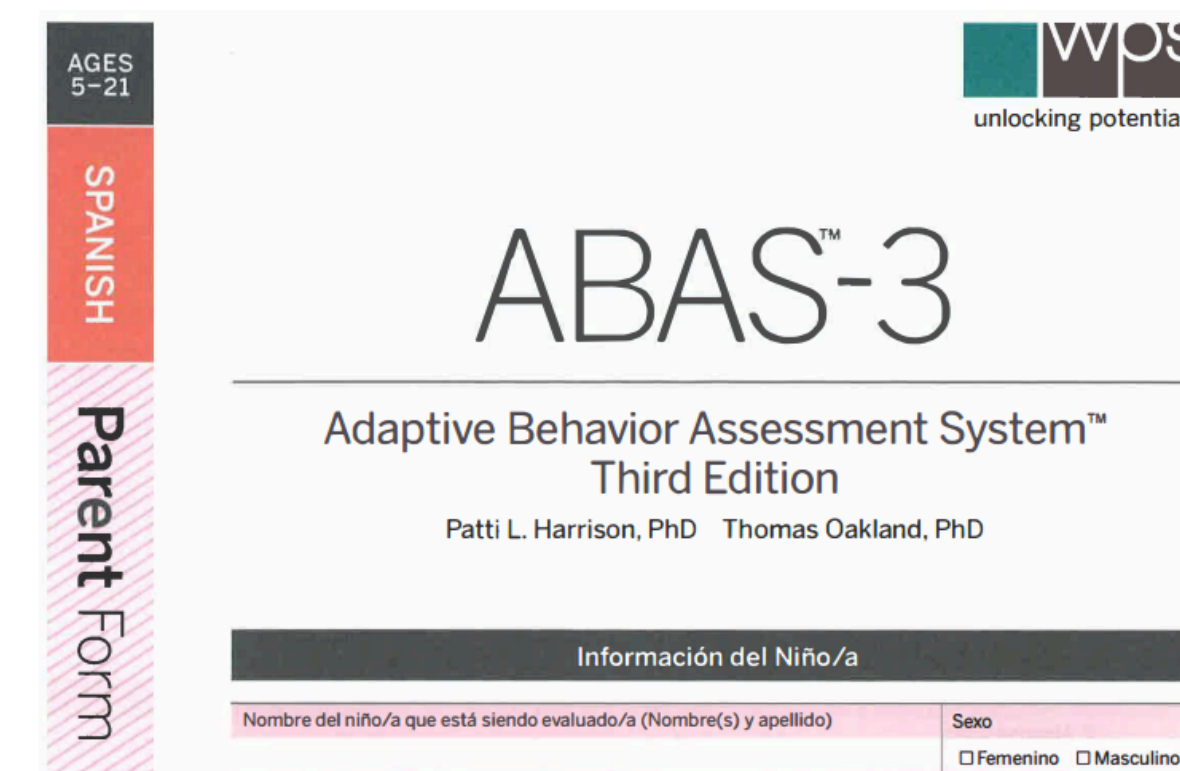 AGES
5–21
SPANISH
Parent Form
wps
unlocking potentia
ABAS™-3
Adaptive Behavior Assessment System™
Third Edition
Patti L. Harrison, PhD Thomas Oakland, PhD
Información del Niño/a
Nombre del niño/a que está siendo evaluado/a (Nombre(s) y apellido)
Sexo
☐ Femenino ☐ Masculino